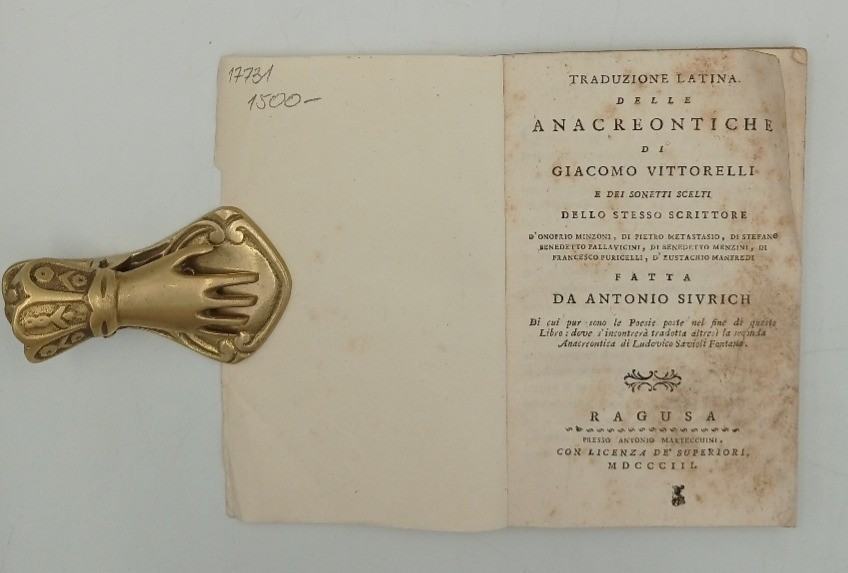 17731
1500-
TRADUZIONE LATINA.
DELLE
ANACREONTICHE
DI
GIACOMO VITTORELLI
E DEI SONETTI SCELTI
DELLO STESSO SCRITTORE
D'ONOFRIO MINZONI, DI PIETRO METASTASIO, DI STEFANO
BENEDETTO PALLAVICINI, DI BENEDETTO MENZINI, DI
FRANCESCO PURICELLI, D'EUSTACHIO MANFREDI
FATTA
DA ANTONIO SIVRICH
Di cui pur sono le Poesie poste nel fine di questo
Libro: dove s'incontrerà tradotta altresì la seconda
Anacreontica di Ludovico Savioli Fontana.
RAGUSA
PRESSO ANTONIO MARTECCHINI,
CON LICENZA DE' SUPERIORI,
MDCCCIII.